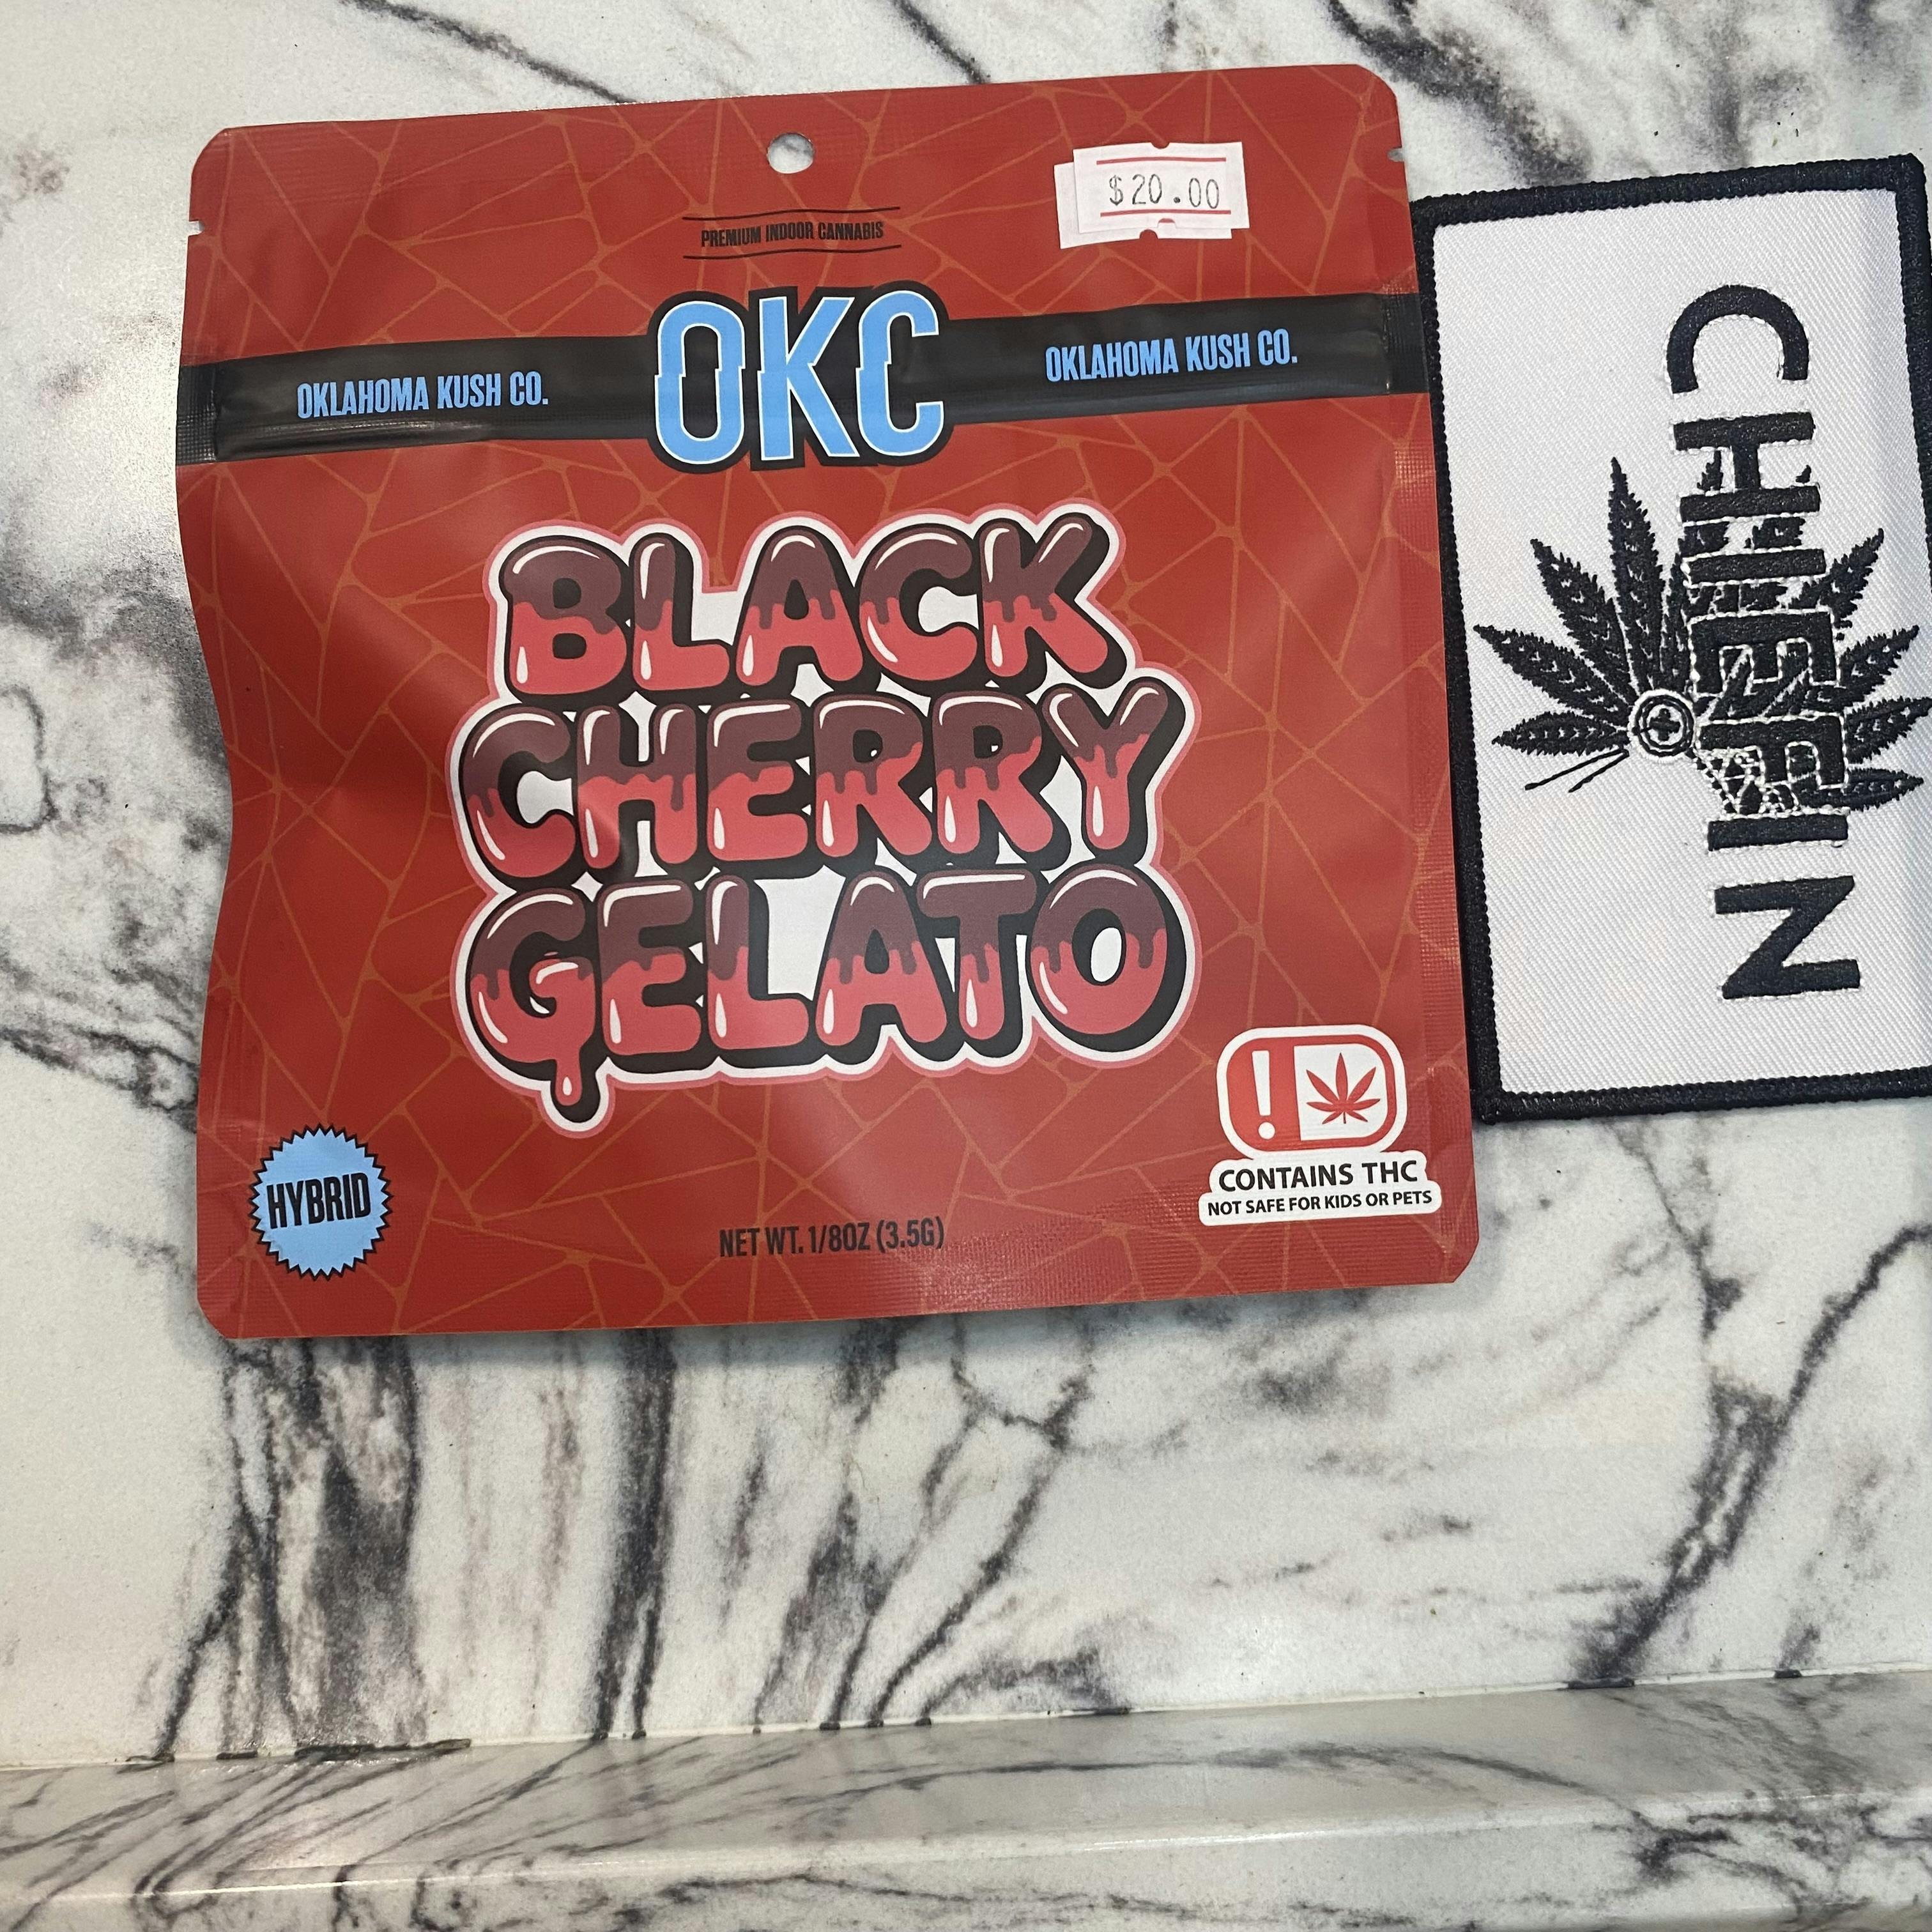 $20.00
PREMIUM INDOOR CANNABIS
OKLAHOMA KUSH CO.
OKC
OKLAHOMA KUSH CO.
BLACK
CHERRY
GELATO
HYBRID
NET WT. 1/8OZ (3.5G)
!
CONTAINS THC
NOT SAFE FOR KIDS OR PETS
CHIEFIN